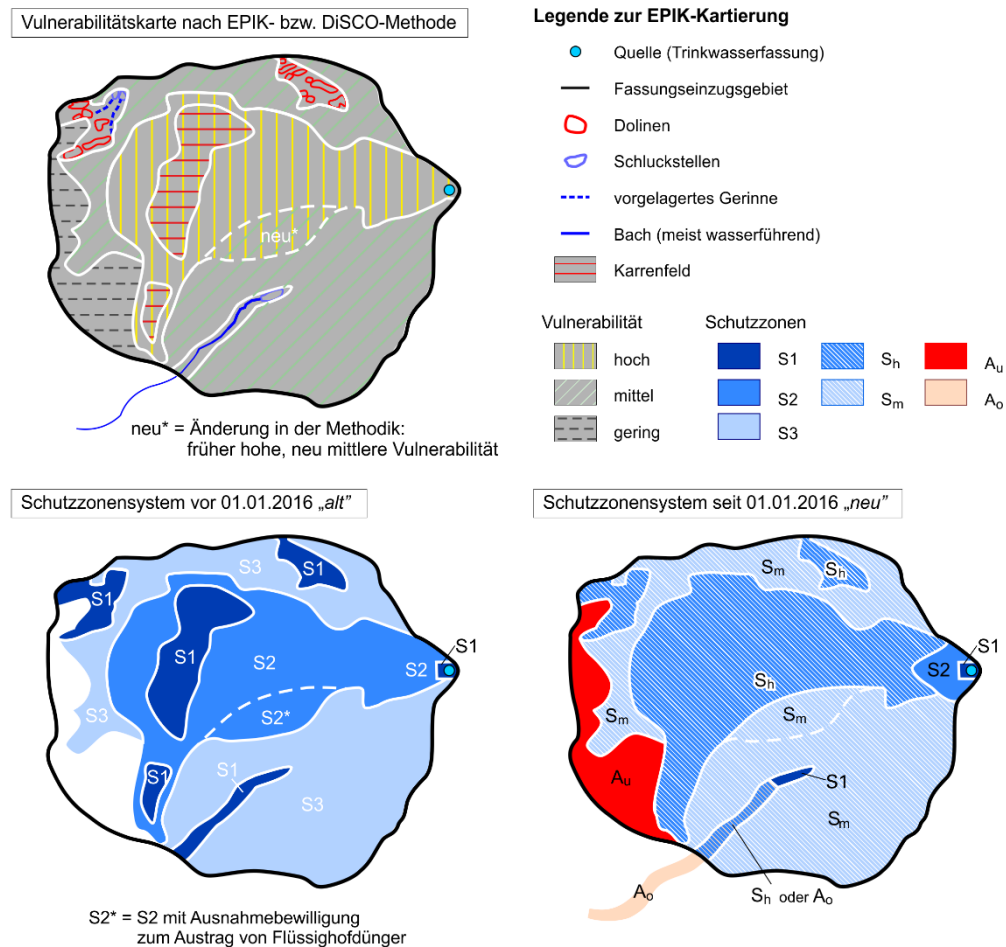 Vulnerabilitätskarte nach EPIK- bzw. DiSCO-Methode
neu*
neu* = Änderung in der Methodik:
früher hohe, neu mittlere Vulnerabilität
Legende zur EPIK-Kartierung
Quelle (Trinkwasserfassung)
Fassungseinzugsgebiet
Dolinen
Schluckstellen
vorgelagertes Gerinne
Bach (meist wasserführend)
Karrenfeld
Vulnerabilität
hoch
mittel
gering
Schutzzonen
S1
S2
S3
Sh
Sm
Au
Ao
Schutzzonensystem vor 01.01.2016 „alt”
S3
S1
S1
S1
S2
S2
S1
S3
S2*
S1
S1
S3
S2* = S2 mit Ausnahmebewilligung
zum Austrag von Flüssighofdünger
Schutzzonensystem seit 01.01.2016 „neu”
Sm
Sh
S1
S2
Sh
Sm
Sm
Au
S1
Sm
Ao
Sh oder Ao